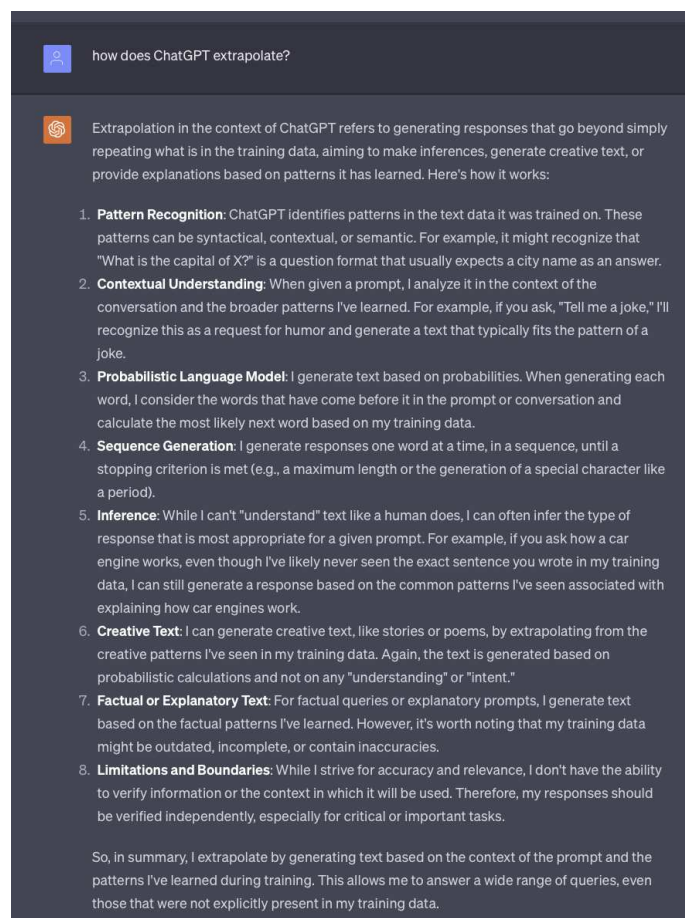 how does ChatGPT extrapolate?
Extrapolation in the context of ChatGPT refers to generating responses that go beyond simply
repeating what is in the training data, aiming to make inferences, generate creative text, or
provide explanations based on patterns it has learned. Here's how it works:
1. Pattern Recognition: ChatGPT identifies patterns in the text data it was trained on. These
patterns can be syntactical, contextual, or semantic. For example, it might recognize that
"What is the capital of X?" is a question format that usually expects a city name as an answer.
2. Contextual Understanding: When given a prompt, I analyze it in the context of the
conversation and the broader patterns I've learned. For example, if you ask, "Tell me a joke," I'll
recognize this as a request for humor and generate a text that typically fits the pattern of a
joke.
3. Probabilistic Language Model: I generate text based on probabilities. When generating each
word, I consider the words that have come before it in the prompt or conversation and
calculate the most likely next word based on my training data.
4. Sequence Generation: I generate responses one word at a time, in a sequence, until a
stopping criterion is met (e.g., a maximum length or the generation of a special character like
a period).
5. Inference: While I can't "understand" text like a human does, I can often infer the type of
response that is most appropriate for a given prompt. For example, if you ask how a car
engine works, even though I've likely never seen the exact sentence you wrote in my training
data, I can still generate a response based on the common patterns I've seen associated with
explaining how car engines work.
6. Creative Text: I can generate creative text, like stories or poems, by extrapolating from the
creative patterns I've seen in my training data. Again, the text is generated based on
probabilistic calculations and not on any "understanding" or "intent."
7. Factual or Explanatory Text: For factual queries or explanatory prompts, I generate text
based on the factual patterns I've learned. However, it's worth noting that my training data
might be outdated, incomplete, or contain inaccuracies.
8. Limitations and Boundaries: While I strive for accuracy and relevance, I don't have the ability
to verify information or the context in which it will be used. Therefore, my responses should
be verified independently, especially for critical or important tasks.
So, in summary, I extrapolate by generating text based on the context of the prompt and the
patterns I've learned during training. This allows me to answer a wide range of queries, even
those that were not explicitly present in my training data.